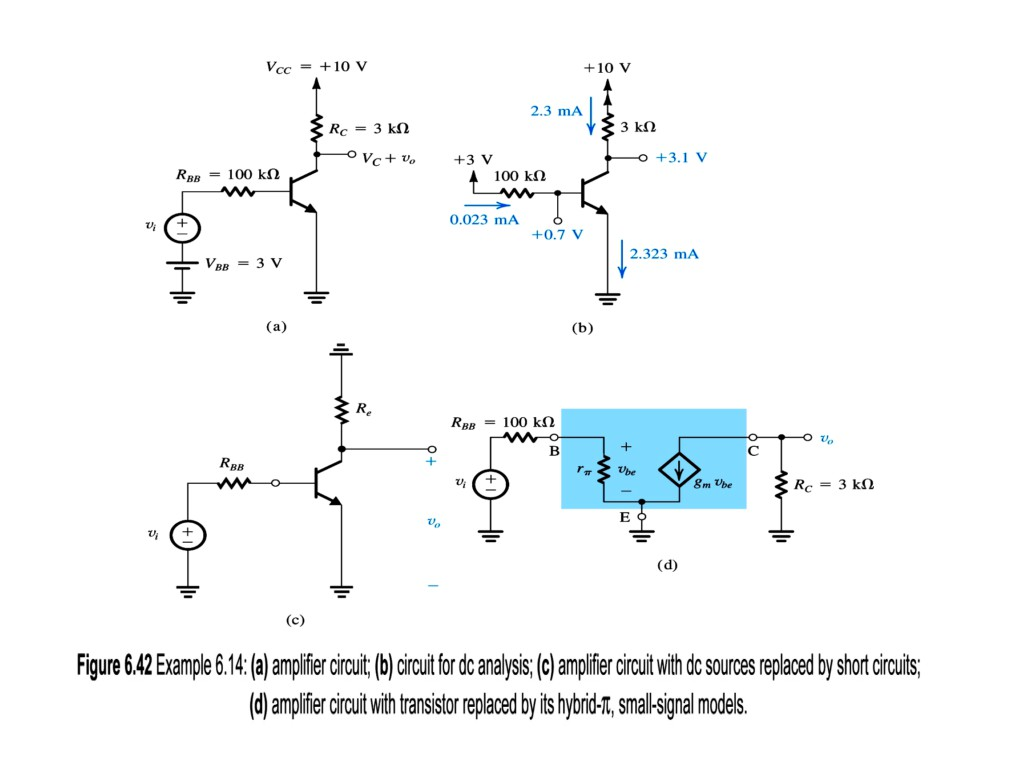 V_CC = +10 V
R_C = 3 kΩ
V_C + v_o
R_BB = 100 kΩ
v_i
+
−
V_BB = 3 V
(a)
+10 V
2.3 mA
3 kΩ
+3.1 V
+3 V
100 kΩ
0.023 mA
+0.7 V
2.323 mA
(b)
R_e
R_BB
+
v_o
−
v_i
+
−
(c)
R_BB = 100 kΩ
B
+
r_π
v_be
−
g_m v_be
C
v_o
v_i
+
−
R_C = 3 kΩ
E
(d)
Figure 6.42 Example 6.14: (a) amplifier circuit; (b) circuit for dc analysis; (c) amplifier circuit with dc sources replaced by short circuits;
(d) amplifier circuit with transistor replaced by its hybrid-π, small-signal models.